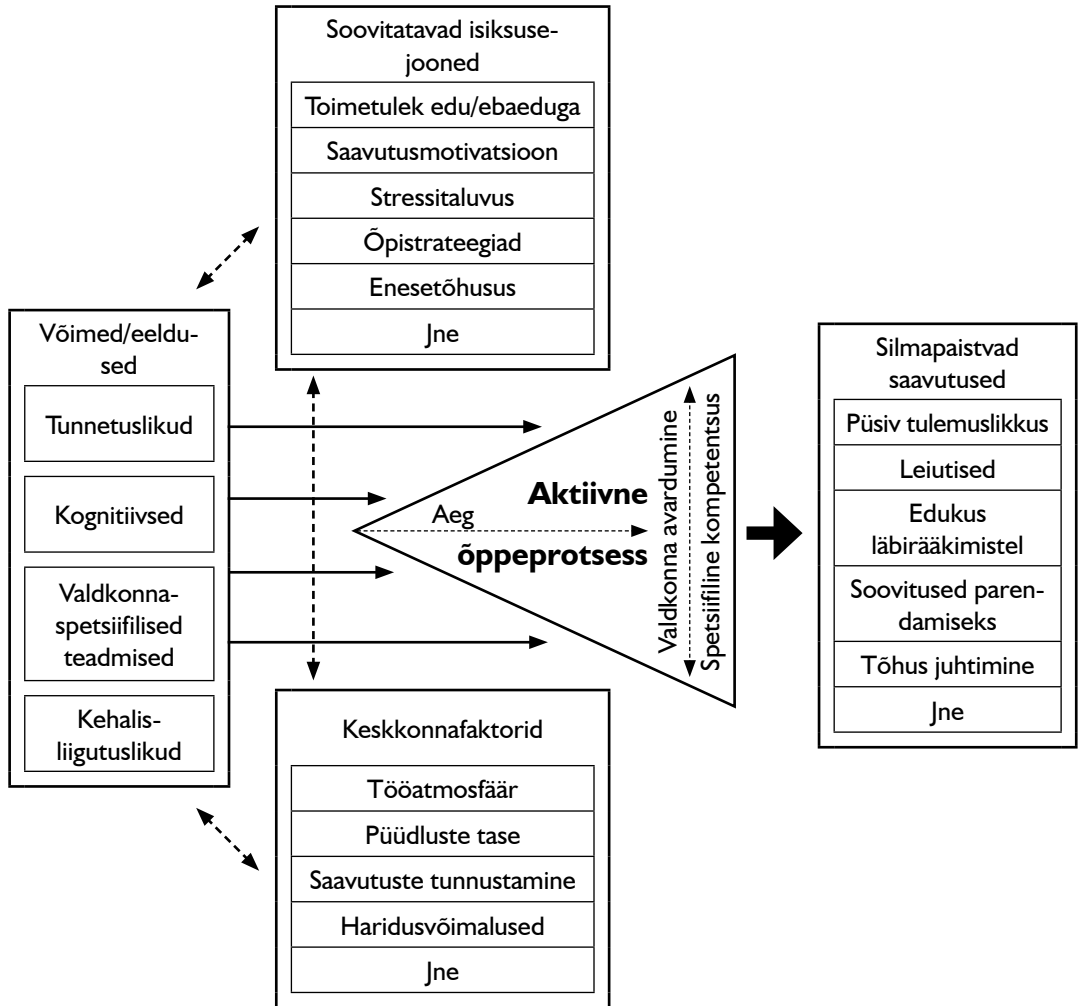 Soovitatavad isiksuse-
jooned
Toimetulek edu/ebaeduga
Saavutusmotivatsioon
Stressitaluvus
Õpistrateegiad
Enesetõhusus
Jne
Võimed/eeldu-
sed
Tunnetuslikud
Kognitiivsed
Valdkonna-
spetsiifilised
teadmised
Kehalis-
liigutuslikud
Aeg
Aktiivne
õppeprotsess
Valdkonna avardumine
Spetsiifiline kompetentsus
Silmapaistvad
saavutused
Püsiv tulemuslikkus
Leiutised
Edukus
läbirääkimistel
Soovitused paren-
damiseks
Tõhus juhtimine
Jne
Keskkonnafaktorid
Tööatmosfäär
Püüdluste tase
Saavutuste tunnustamine
Haridusvõimalused
Jne